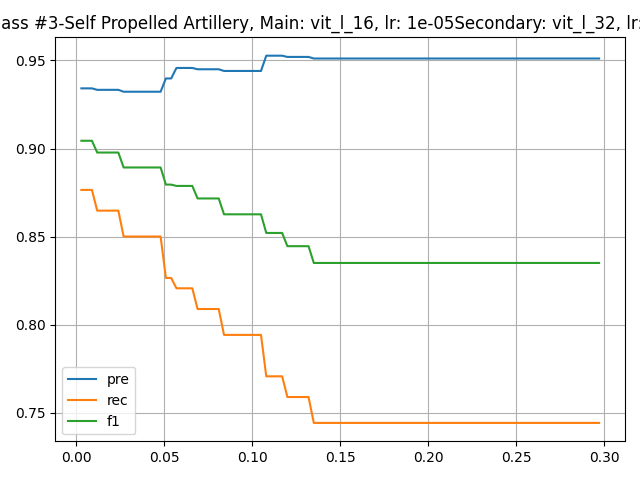 ass #3-Self Propelled Artillery, Main: vit_l_16, lr: 1e-05Secondary: vit_l_32, lr:
0.95
0.90
0.85
0.80
0.75
pre
rec
f1
0.00 0.05 0.10 0.15 0.20 0.25 0.30